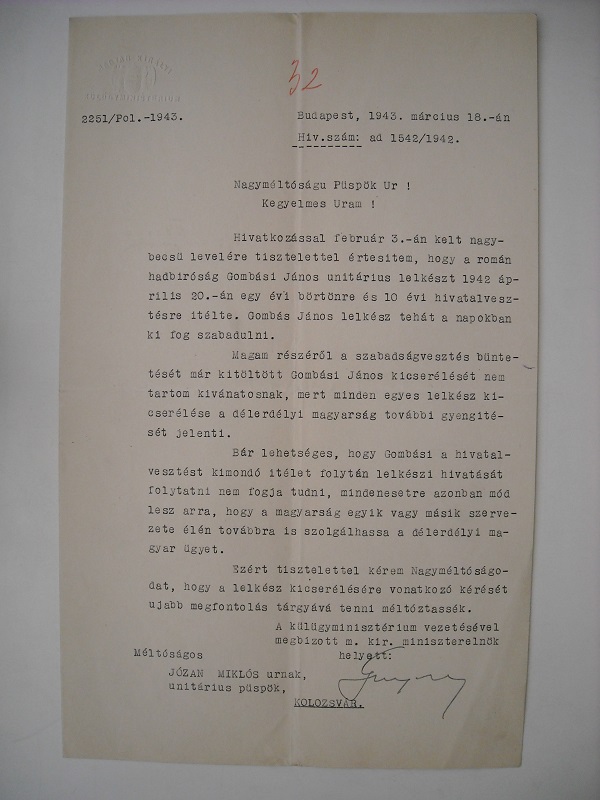 MAGYAR KIRÁLYI
KÜLÜGYMINISZTÉRIUM
32
2251/Pol.-1943.
Budapest, 1943. március 18.-án
Hiv.szám: ad 1542/1942.
Nagyméltóságu Püspök Ur !
Kegyelmes Uram !
Hivatkozással február 3.-án kelt nagy-
becsü levelére tisztelettel értesitem, hogy a román
hadbiróság Gombási János unitárius lelkészt 1942 áp-
rilis 20.-án egy évi börtönre és 10 évi hivatalvesz-
tésre itélte. Gombás János lelkész tehát a napokban
ki fog szabadulni.
Magam részéről a szabadságvesztés bünte-
tését már kitöltött Gombási János kicserélését nem
tartom kivánatosnak, mert minden egyes lelkész ki-
cserélése a délerdélyi magyarság további gyengité-
sét jelenti.
Bár lehetséges, hogy Gombási a hivatal-
vesztést kimondó itélet folytán lelkészi hivatását
folytatni nem fogja tudni, mindenesetre azonban mód
lesz arra, hogy a magyarság egyik vagy másik szerve-
zete élén továbbra is szolgálhassa a délerdélyi ma-
gyar ügyet.
Ezért tisztelettel kérem Nagyméltóságo-
dat, hogy a lelkész kicserélésére vonatkozó kérését
ujabb megfontolás tárgyává tenni méltóztassék.
A külügyminisztérium vezetésével
megbizott m. kir. miniszterelnök
helyett:
Méltóságos
JÓZAN MIKLÓS urnak,
unitárius püspök,
KOLOZSVÁR.